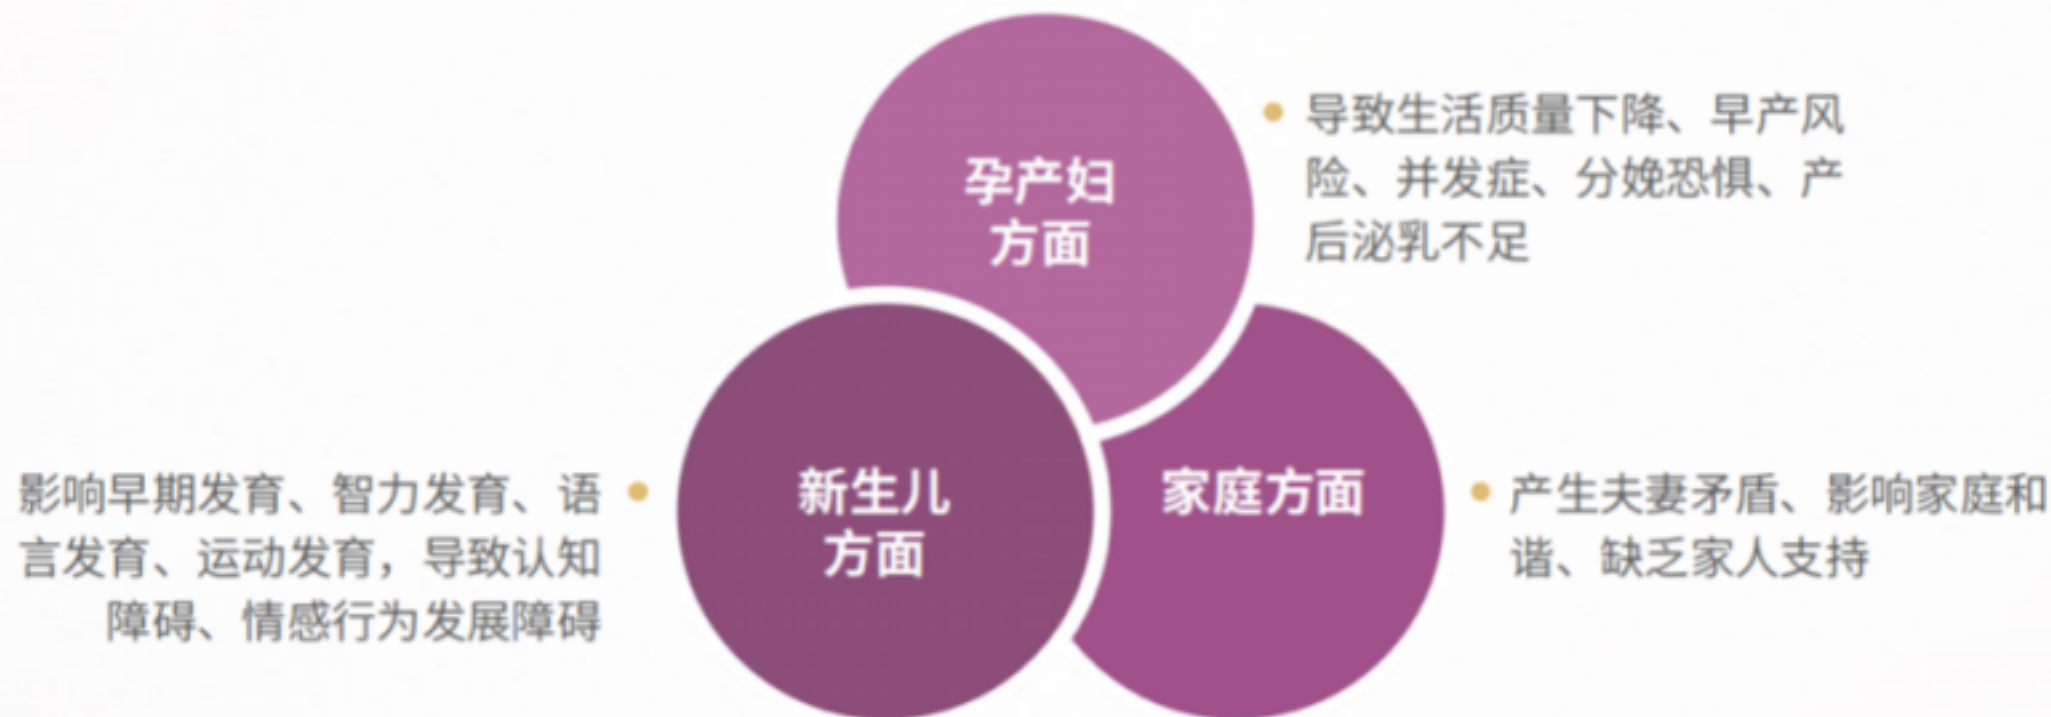 孕产妇
方面
导致生活质量下降、早产风
险、并发症、分娩恐惧、产
后泌乳不足
新生儿
方面
影响早期发育、智力发育、语
言发育、运动发育，导致认知
障碍、情感行为发展障碍
家庭方面
产生夫妻矛盾、影响家庭和
谐、缺乏家人支持